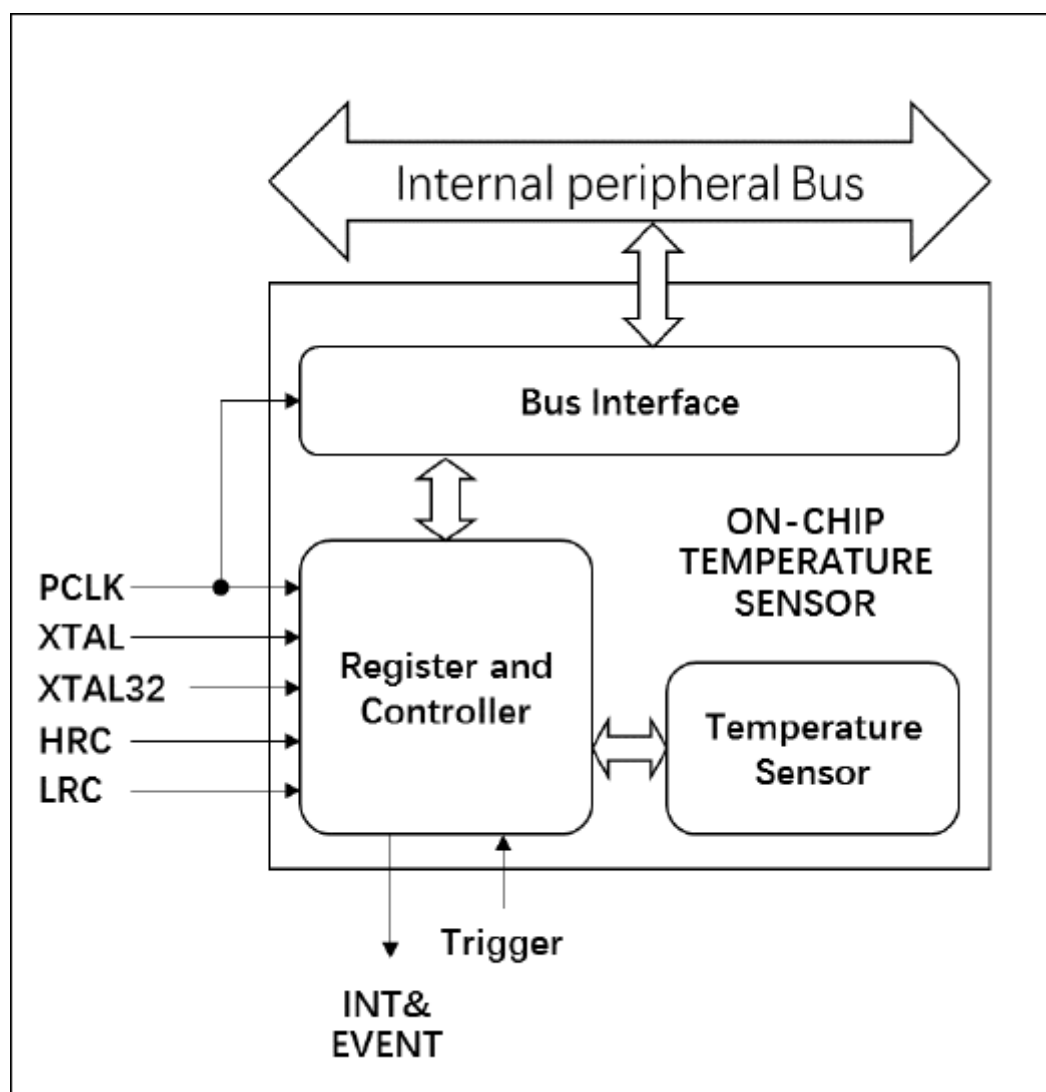 Internal peripheral Bus
Bus Interface
ON-CHIP
TEMPERATURE
SENSOR
PCLK
XTAL
XTAL32
HRC
LRC
Register and
Controller
Temperature
Sensor
Trigger
INT&
EVENT